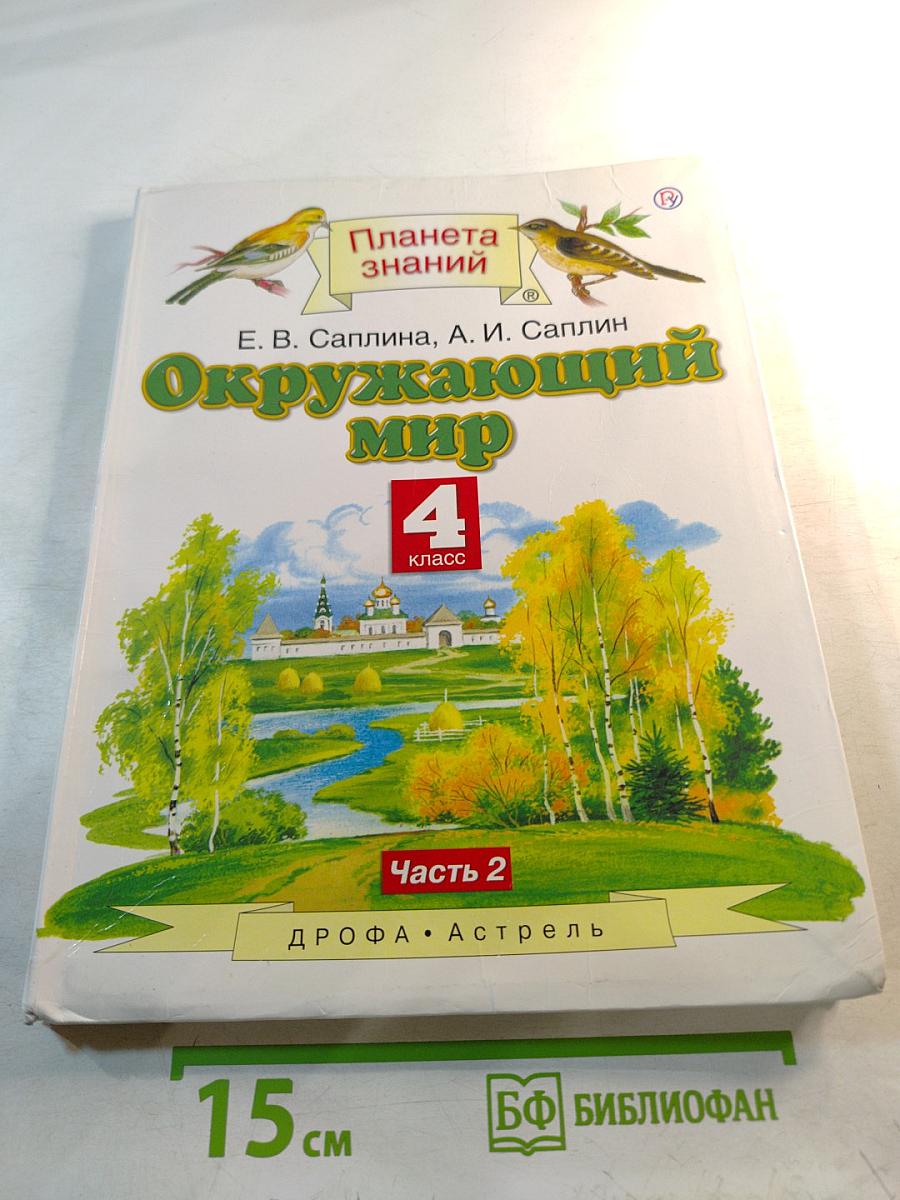 Планета
знаний
®
Е. В. Саплина, А. И. Саплин
Окружающий
мир
4
класс
Часть 2
ДРОФА • Астрель
15 см
БФ БИБЛИОФАН